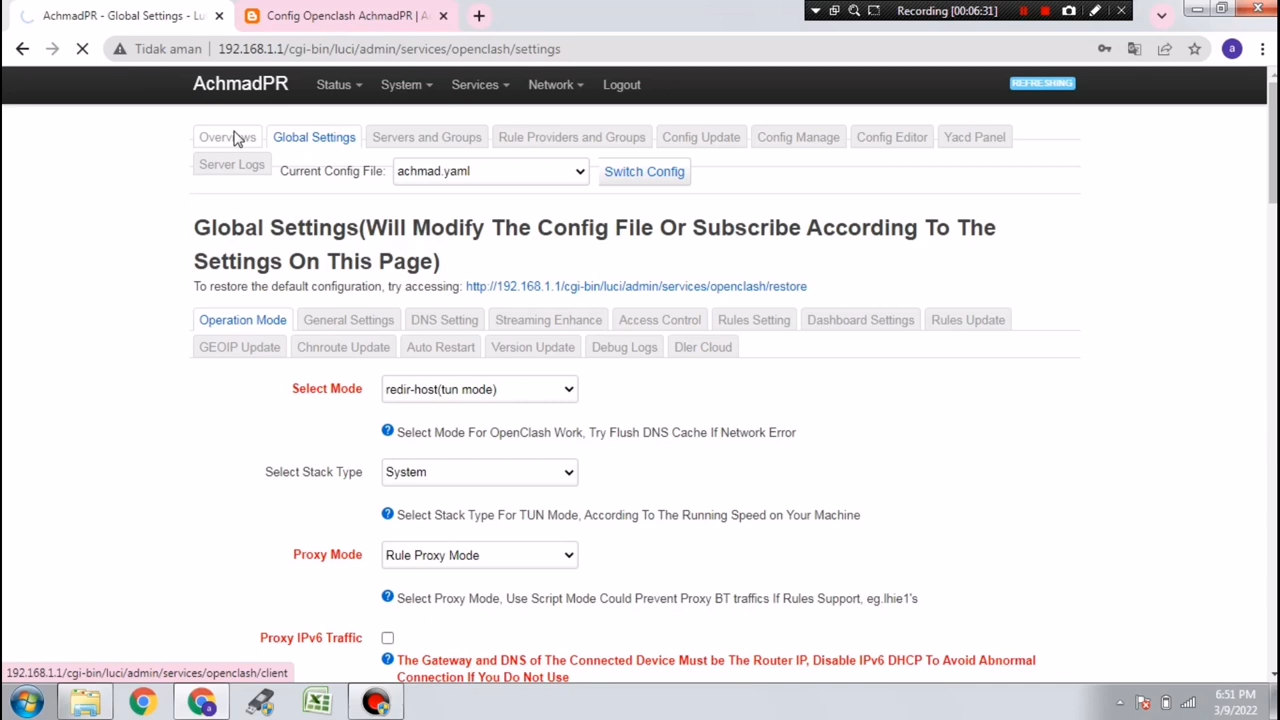 AchmadPR - Global Settings - Lu
Config Openclash AchmadPR | A
Recording [00:06:31]
Tidak aman
192.168.1.1/cgi-bin/luci/admin/services/openclash/settings
a
AchmadPR
Status
System
Services
Network
Logout
REFRESHING
Overviews
Global Settings
Servers and Groups
Rule Providers and Groups
Config Update
Config Manage
Config Editor
Yacd Panel
Server Logs
Current Config File:
achmad.yaml
Switch Config
Global Settings(Will Modify The Config File Or Subscribe According To The
Settings On This Page)
To restore the default configuration, try accessing: http://192.168.1.1/cgi-bin/luci/admin/services/openclash/restore
Operation Mode
General Settings
DNS Setting
Streaming Enhance
Access Control
Rules Setting
Dashboard Settings
Rules Update
GEOIP Update
Chnroute Update
Auto Restart
Version Update
Debug Logs
Dler Cloud
Select Mode
redir-host(tun mode)
Select Mode For OpenClash Work, Try Flush DNS Cache If Network Error
Select Stack Type
System
Select Stack Type For TUN Mode, According To The Running Speed on Your Machine
Proxy Mode
Rule Proxy Mode
Select Proxy Mode, Use Script Mode Could Prevent Proxy BT traffics If Rules Support, eg.lhie1's
Proxy IPv6 Traffic
The Gateway and DNS of The Connected Device Must be The Router IP, Disable IPv6 DHCP To Avoid Abnormal
Connection If You Do Not Use
192.168.1.1/cgi-bin/luci/admin/services/openclash/client
a
6:51 PM
3/9/2022